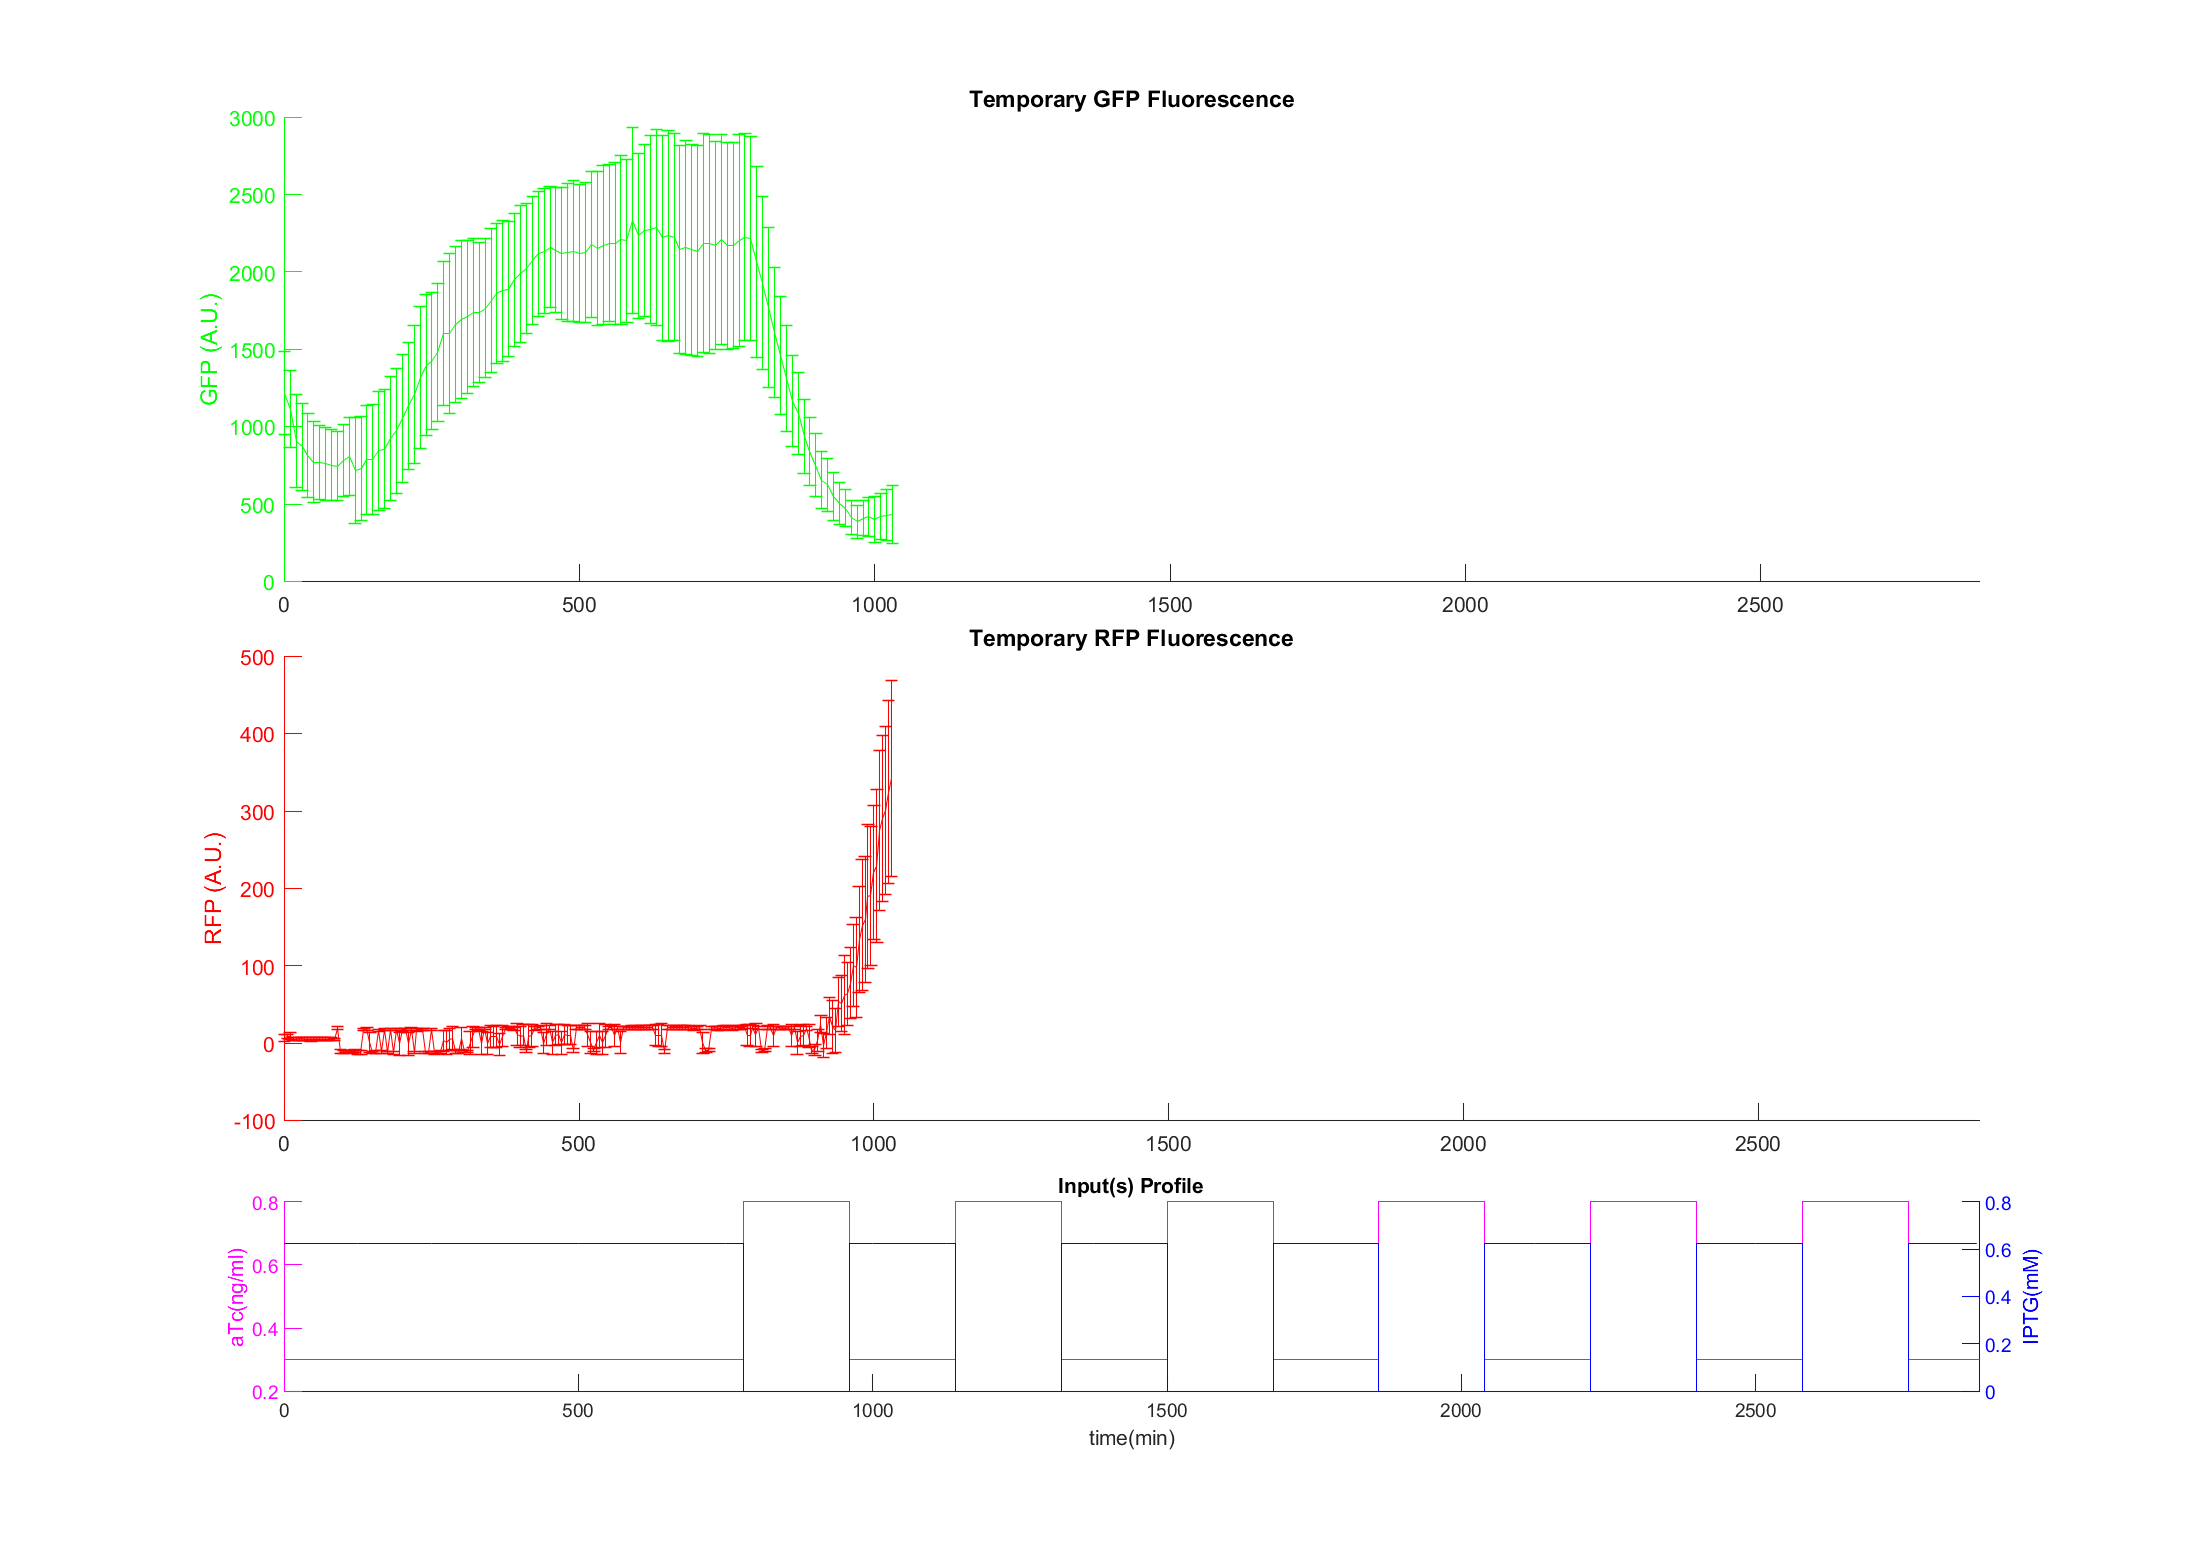 Temporary GFP Fluorescence
GFP (A.U.)
3000
2500
2000
1500
1000
500
0
0 500 1000 1500 2000 2500
Temporary RFP Fluorescence
RFP (A.U.)
500
400
300
200
100
0
-100
0 500 1000 1500 2000 2500
Input(s) Profile
aTc(ng/ml)
0.8
0.6
0.4
0.2
0.8
0.6
0.4
0.2
0
IPTG(mM)
0 500 1000 1500 2000 2500
time(min)